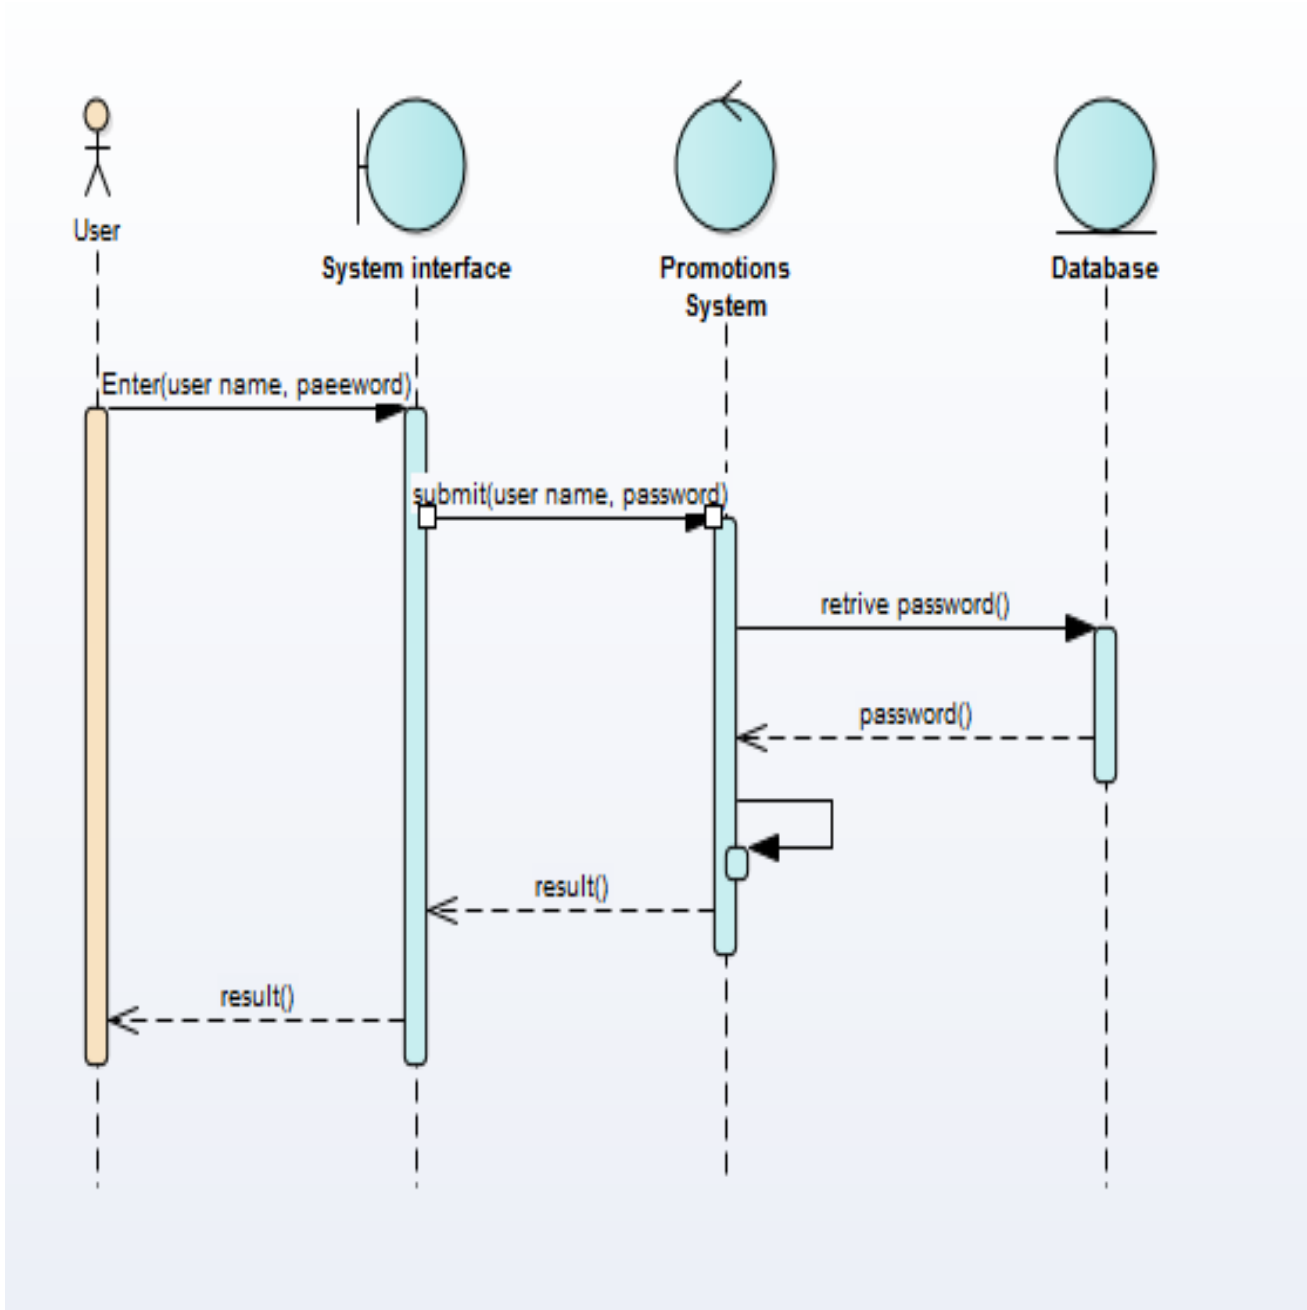 User
System interface
Promotions
System
Database
Enter(user name, paeeword)
submit(user name, password)
retrive password()
password()
result()
result()